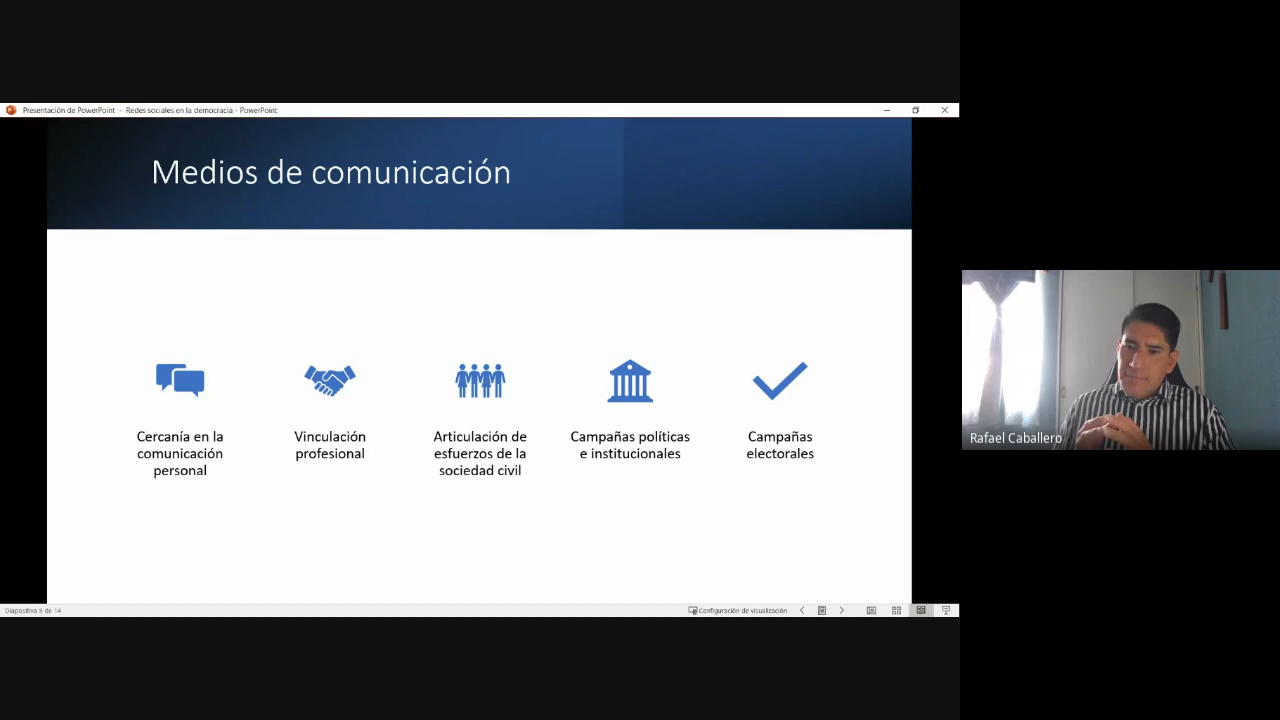 Presentación de PowerPoint - Redes sociales en la democracia - PowerPoint
Medios de comunicación
Cercanía en la
comunicación
personal
Vinculación
profesional
Articulación de
esfuerzos de la
sociedad civil
Campañas políticas
e institucionales
Campañas
electorales
Rafael Caballero
Diapositiva 5 de 14
Configuración de visualización